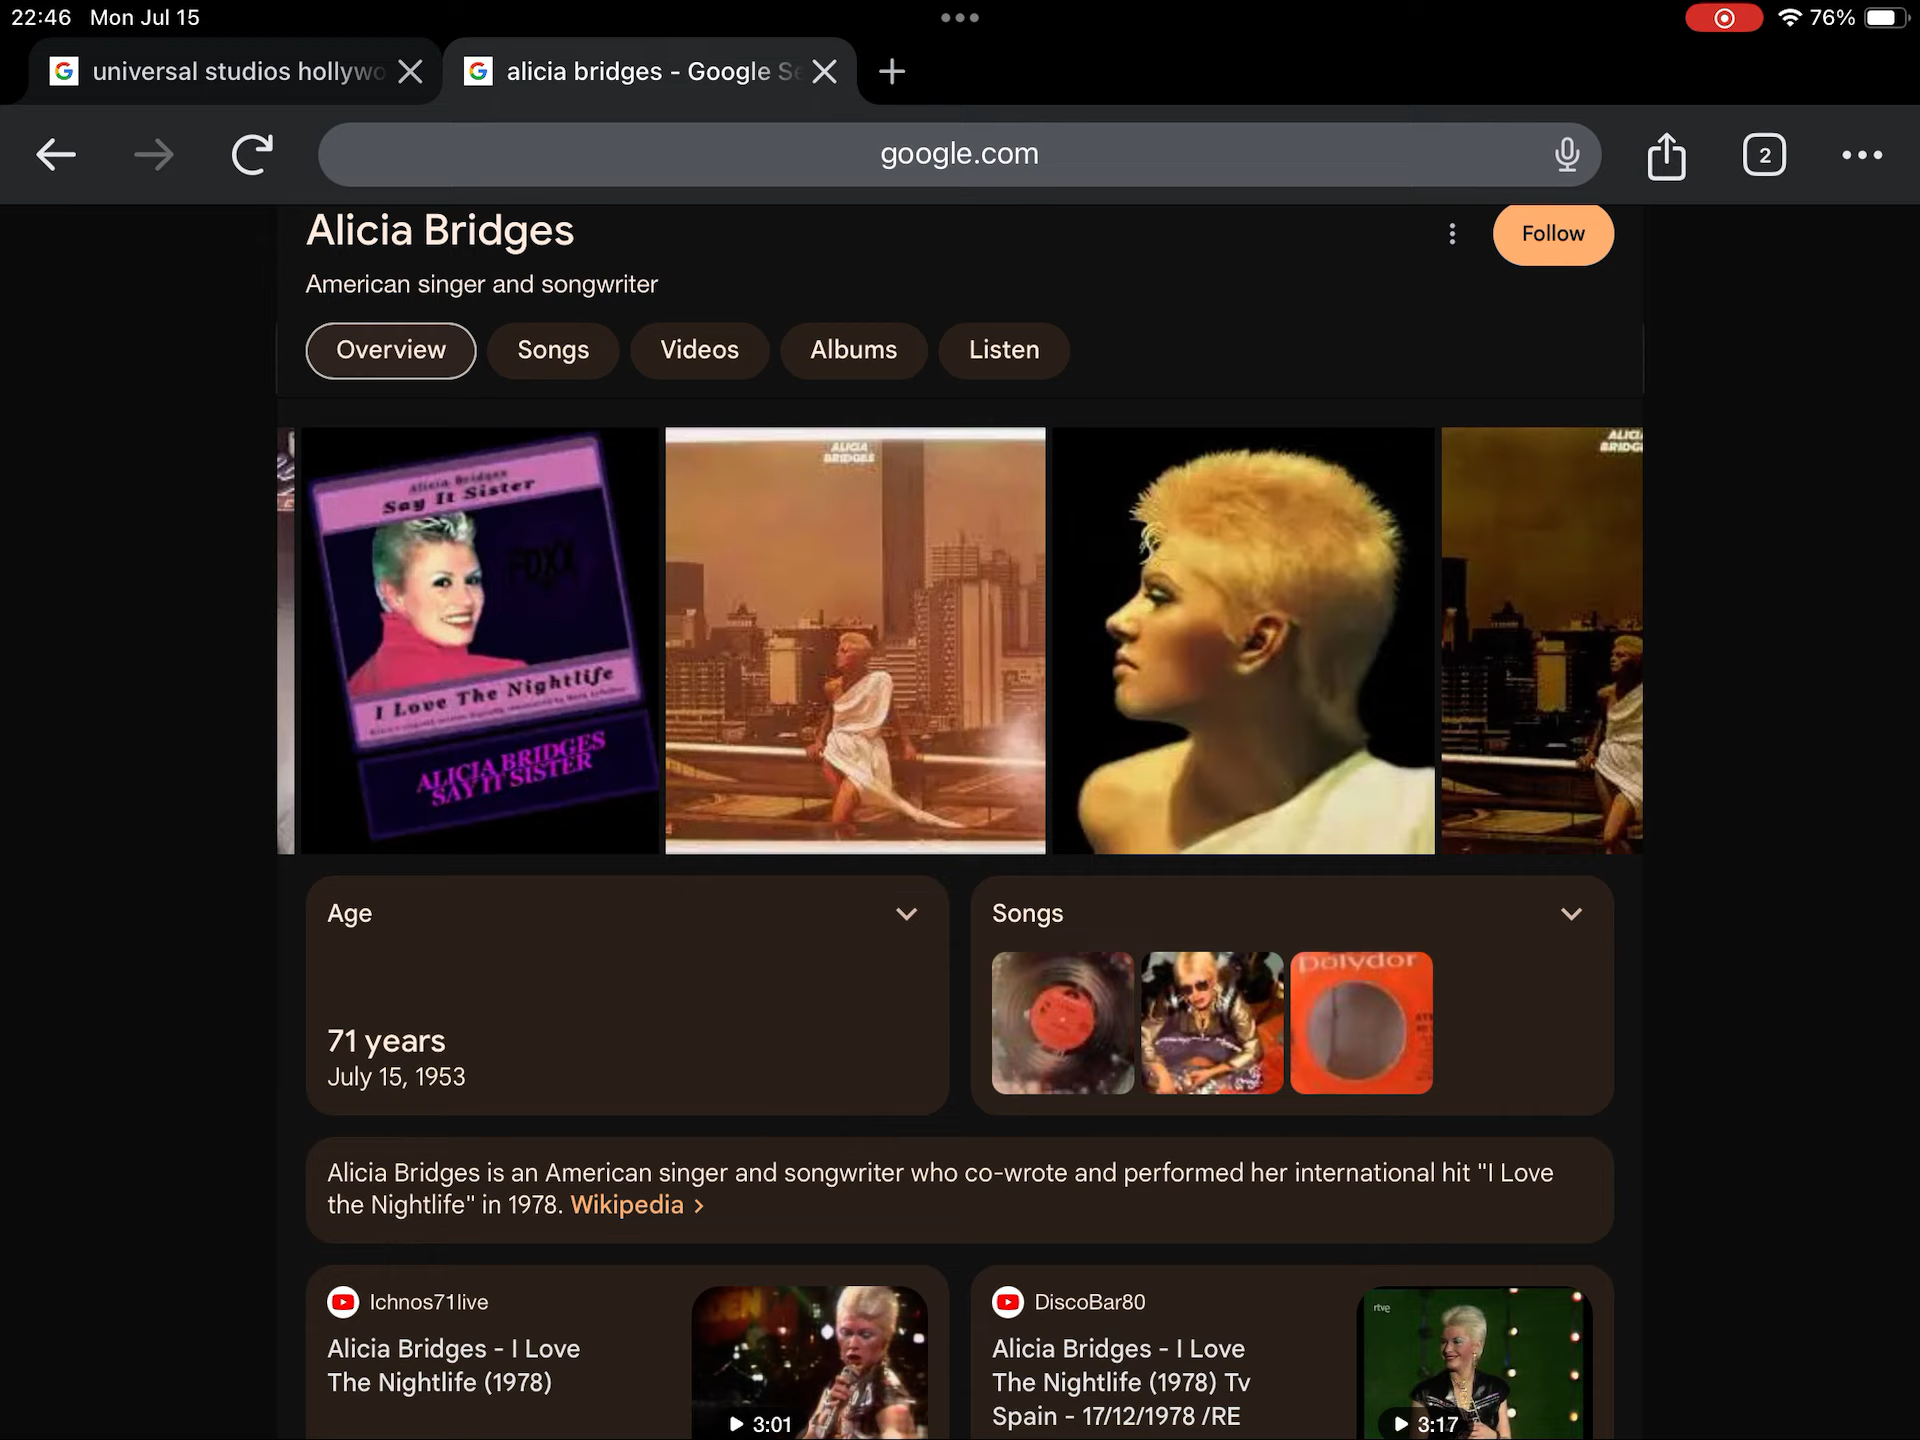 22:46 Mon Jul 15
76%
universal studios hollywo
alicia bridges - Google Se
google.com
2
Alicia Bridges
Follow
American singer and songwriter
Overview
Songs
Videos
Albums
Listen
Alicia Bridges
Say It Sister
FOXX
I Love The Nightlife
ALICIA BRIDGES
SAY IT SISTER
ALICIA
BRIDGES
Age
71 years
July 15, 1953
Songs
Polydor
Alicia Bridges is an American singer and songwriter who co-wrote and performed her international hit "I Love
the Nightlife" in 1978. Wikipedia >
Ichnos71live
Alicia Bridges - I Love
The Nightlife (1978)
3:01
DiscoBar80
Alicia Bridges - I Love
The Nightlife (1978) Tv
Spain - 17/12/1978 /RE
rtve
3:17